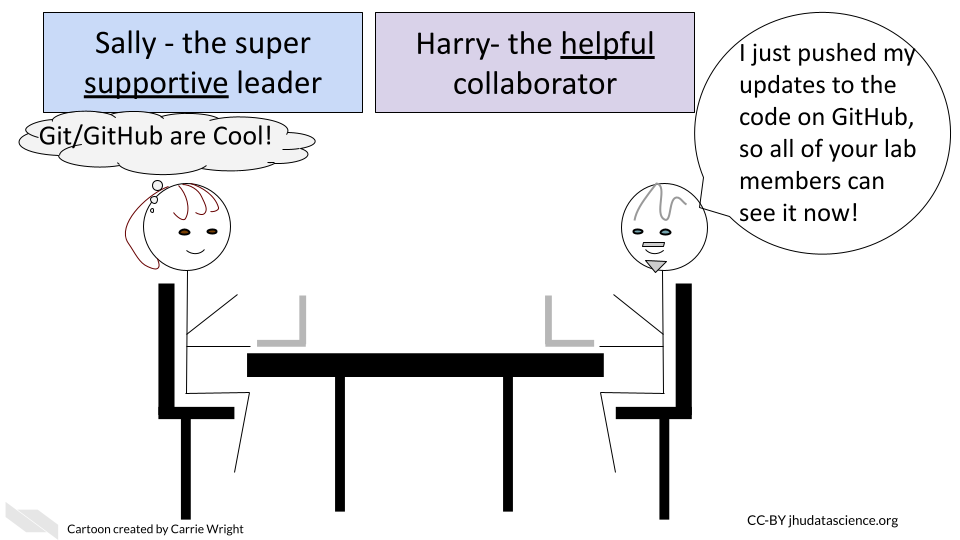 Sally - the super
supportive leader
Harry- the helpful
collaborator
Git/GitHub are Cool!
I just pushed my
updates to the
code on GitHub,
so all of your lab
members can
see it now!
Cartoon created by Carrie Wright
CC-BY jhudatascience.org